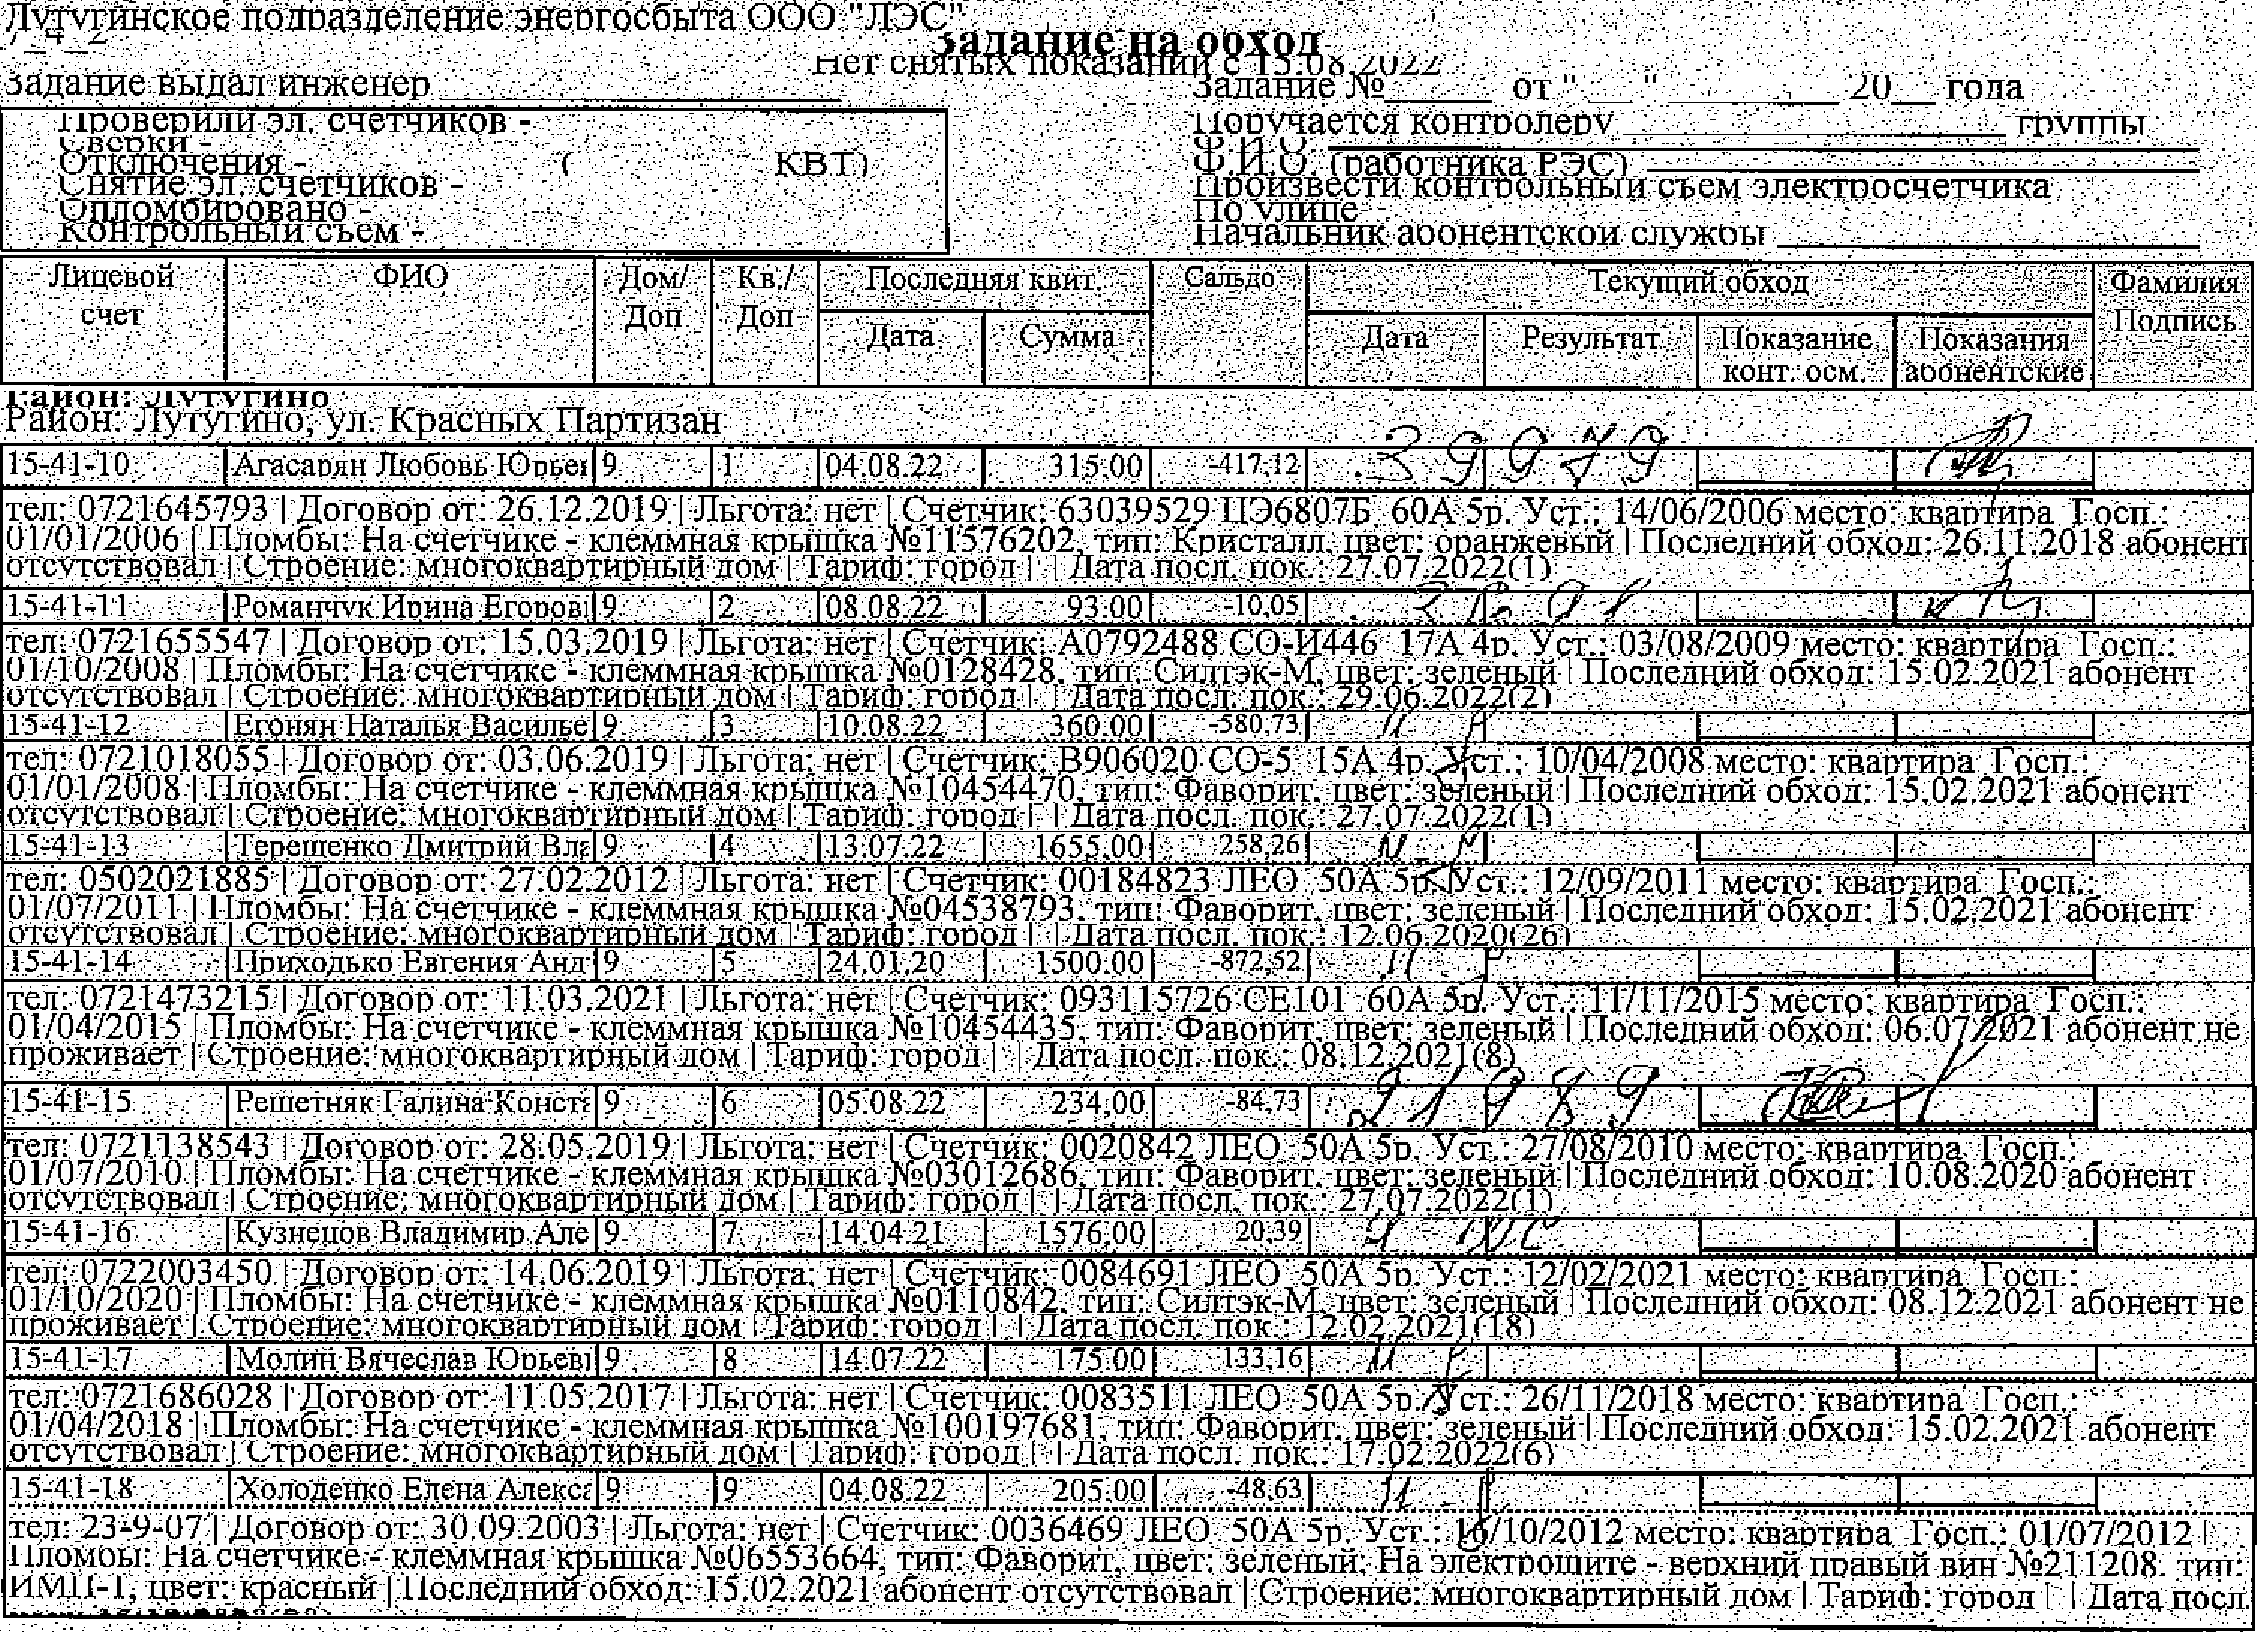 Лутугинское подразделение энергосбыта ООО "ЛЭС"
7_4_2
Задание на обход
Нет снятых показаний с 15.08.2022
Задание выдал инженер
Задание № от " " 20 года
Проверили эл. счетчиков -
Поручается контролеру группы
Сверки -
Ф.И.О. (работника РЭС)
Отключения - ( КВТ)
Снятие эл. счетчиков -
Произвести контрольный съем электросчетчика
Опломбировано -
По улице
Контрольный съем -
Начальник абонентской службы
Лицевой счет ФИО Дом/ Доп Кв./ Доп Последняя квит. Сальдо Текущий обход Фамилия Подпись
Дата Сумма Дата Результат Показание конт. осм. Показания абонентские
Район: Лутугино
Район: Лутугино, ул. Красных Партизан
15-41-10 Агасарян Любовь Юрьев 9 1 04.08.22 315.00 -417,12 39979
тел: 0721645793 | Договор от: 26.12.2019 | Льгота: нет | Счетчик: 63039529 ЦЭ6807Б 60А 5р. Уст.: 14/06/2006 место: квартира Госп.:
01/01/2006 | Пломбы: На счетчике - клеммная крышка №11576202, тип: Кристалл, цвет: оранжевый | Последний обход: 26.11.2018 абонент
отсутствовал | Строение: многоквартирный дом | Тариф: город | | Дата посл. пок.: 27.07.2022(1)
15-41-11 Романчук Ирина Егоровн 9 2 08.08.22 93.00 -10,05
тел: 0721655547 | Договор от: 15.03.2019 | Льгота: нет | Счетчик: А0792488 СО-И446 17А 4р. Уст.: 03/08/2009 место: квартира Госп.:
01/10/2008 | Пломбы: На счетчике - клеммная крышка №0128428, тип: Силтэк-М, цвет: зеленый | Последний обход: 15.02.2021 абонент
отсутствовал | Строение: многоквартирный дом | Тариф: город | | Дата посл. пок.: 29.06.2022(2)
15-41-12 Егонян Наталья Василье 9 3 10.08.22 360.00 -580,73
тел: 0721018055 | Договор от: 03.06.2019 | Льгота: нет | Счетчик: В906020 СО-5 15А 4р. Уст.: 10/04/2008 место: квартира Госп.:
01/01/2008 | Пломбы: На счетчике - клеммная крышка №10454470, тип: Фаворит, цвет: зеленый | Последний обход: 15.02.2021 абонент
отсутствовал | Строение: многоквартирный дом | Тариф: город | | Дата посл. пок.: 27.07.2022(1)
15-41-13 Терещенко Дмитрий Вла 9 4 13.07.22 1655.00 258,26
тел: 0502021885 | Договор от: 27.02.2012 | Льгота: нет | Счетчик: 00184823 ЛЕО 50А 5р. Уст.: 12/09/2011 место: квартира Госп.:
01/07/2011 | Пломбы: На счетчике - клеммная крышка №04538793, тип: Фаворит, цвет: зеленый | Последний обход: 15.02.2021 абонент
отсутствовал | Строение: многоквартирный дом | Тариф: город | | Дата посл. пок.: 12.06.2020(26)
15-41-14 Приходько Евгения Анд 9 5 24.01.20 1500.00 -872,52
тел: 0721473215 | Договор от: 11.03.2021 | Льгота: нет | Счетчик: 093115726 СЕ101 60А 5р. Уст.: 11/11/2015 место: квартира Госп.:
01/04/2015 | Пломбы: На счетчике - клеммная крышка №10454435, тип: Фаворит, цвет: зеленый | Последний обход: 06.07.2021 абонент не
проживает | Строение: многоквартирный дом | Тариф: город | | Дата посл. пок.: 08.12.2021(8)
15-41-15 Решетняк Галина Конста 9 6 05.08.22 234.00 -84,73 21989
тел: 0721138543 | Договор от: 28.05.2019 | Льгота: нет | Счетчик: 0020842 ЛЕО 50А 5р. Уст.: 27/08/2010 место: квартира Госп.:
01/07/2010 | Пломбы: На счетчике - клеммная крышка №03012686, тип: Фаворит, цвет: зеленый | Последний обход: 10.08.2020 абонент
отсутствовал | Строение: многоквартирный дом | Тариф: город | | Дата посл. пок.: 27.07.2022(1)
15-41-16 Кузнецов Владимир Але 9 7 14.04.21 1576.00 20,39
тел: 0722003450 | Договор от: 14.06.2019 | Льгота: нет | Счетчик: 0084691 ЛЕО 50А 5р. Уст.: 12/02/2021 место: квартира Госп.:
01/10/2020 | Пломбы: На счетчике - клеммная крышка №0110842, тип: Силтэк-М, цвет: зеленый | Последний обход: 08.12.2021 абонент не
проживает | Строение: многоквартирный дом | Тариф: город | | Дата посл. пок.: 12.02.2021(18)
15-41-17 Молин Вячеслав Юрьеви 9 8 14.07.22 175.00 133,16
тел: 0721686028 | Договор от: 11.05.2017 | Льгота: нет | Счетчик: 0083511 ЛЕО 50А 5р. Уст.: 26/11/2018 место: квартира Госп.:
01/04/2018 | Пломбы: На счетчике - клеммная крышка №100197681, тип: Фаворит, цвет: зеленый | Последний обход: 15.02.2021 абонент
отсутствовал | Строение: многоквартирный дом | Тариф: город | | Дата посл. пок.: 17.02.2022(6)
15-41-18 Холоденко Елена Алекса 9 9 04.08.22 205.00 -48,63
тел: 23-9-07 | Договор от: 30.09.2003 | Льгота: нет | Счетчик: 0036469 ЛЕО 50А 5р. Уст.: 16/10/2012 место: квартира Госп.: 01/07/2012 |
Пломбы: На счетчике - клеммная крышка №06553664, тип: Фаворит, цвет: зеленый, На электрощите - верхний правый вин №211208, тип:
ИМП-1, цвет: красный | Последний обход: 15.02.2021 абонент отсутствовал | Строение: многоквартирный дом | Тариф: город | | Дата посл.